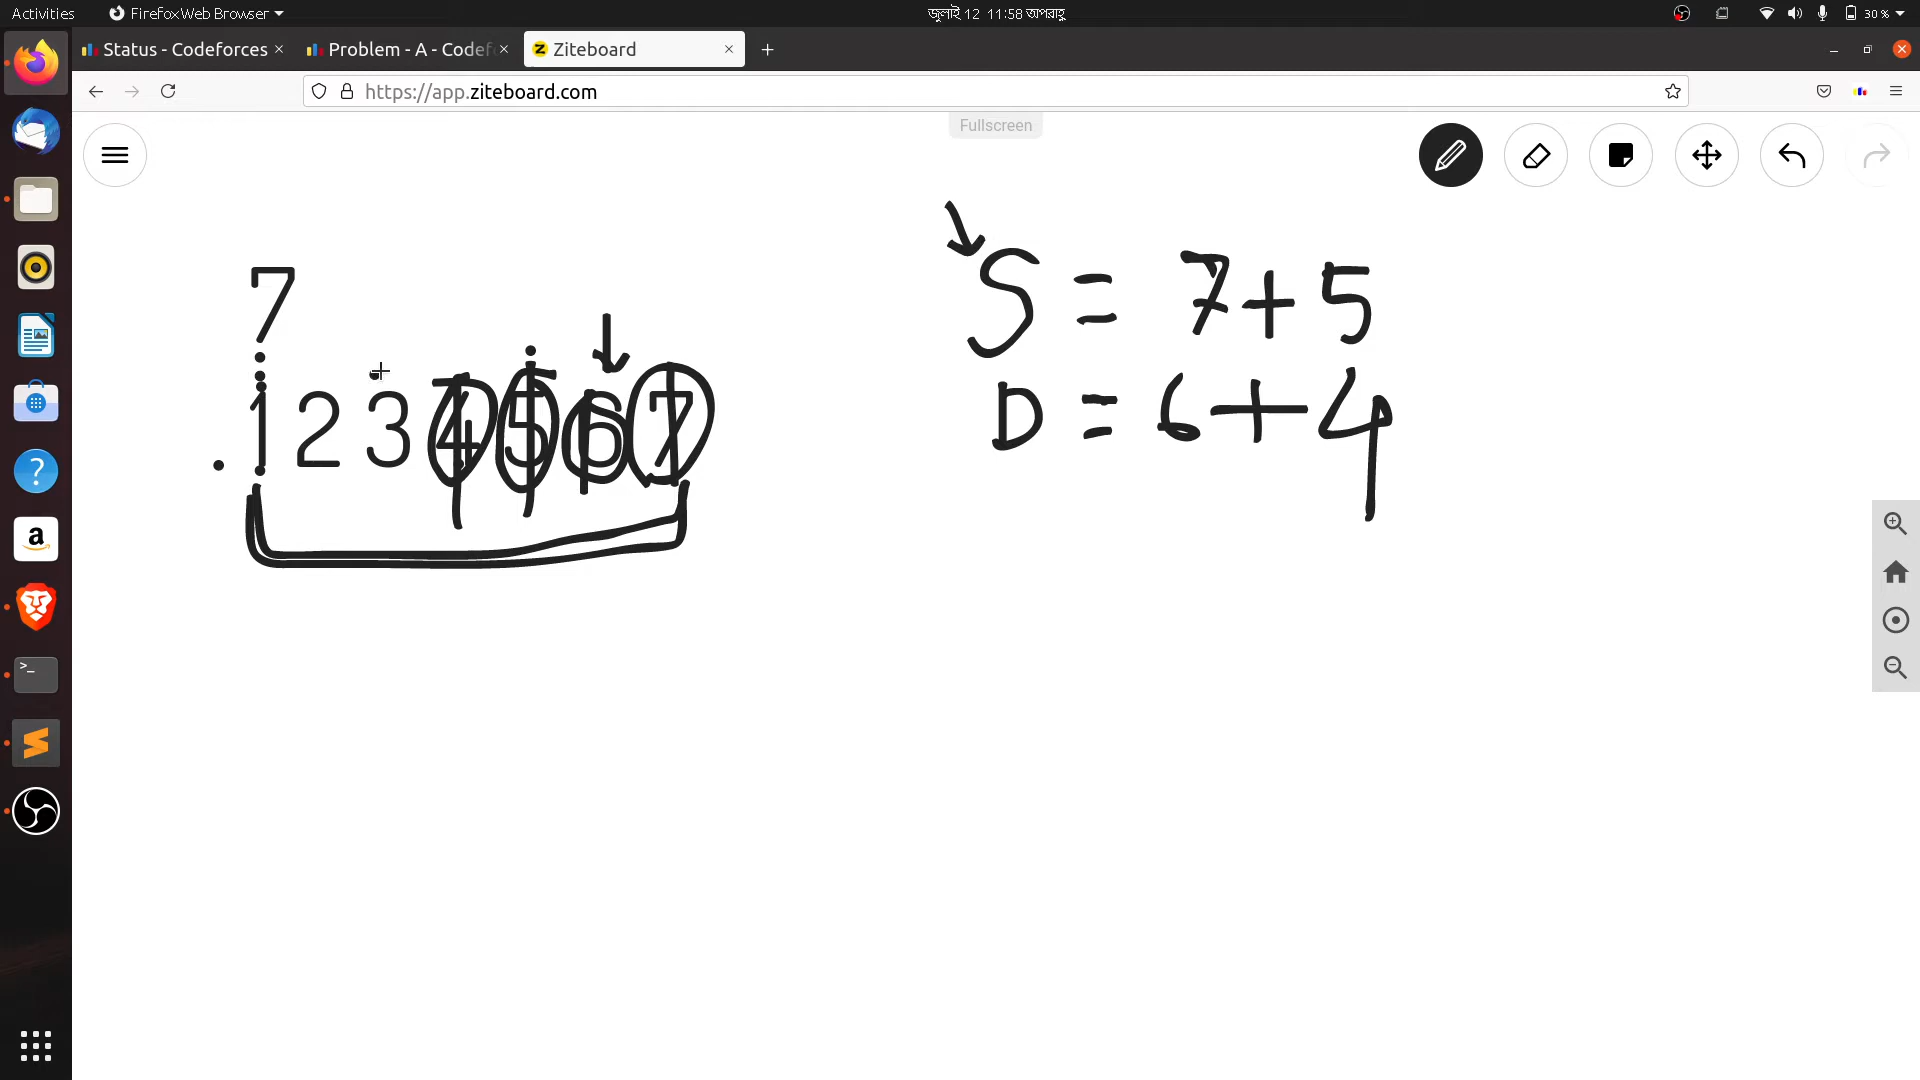 Activities
Firefox Web Browser
জুলাই 12 11:58 অপরাহ্ণ
30 %
Status - Codeforces
Problem - A - Codef
Ziteboard
https://app.ziteboard.com
Fullscreen
7
. 1 2 3 4 5 6 7
S = 7+5
D = 6+4